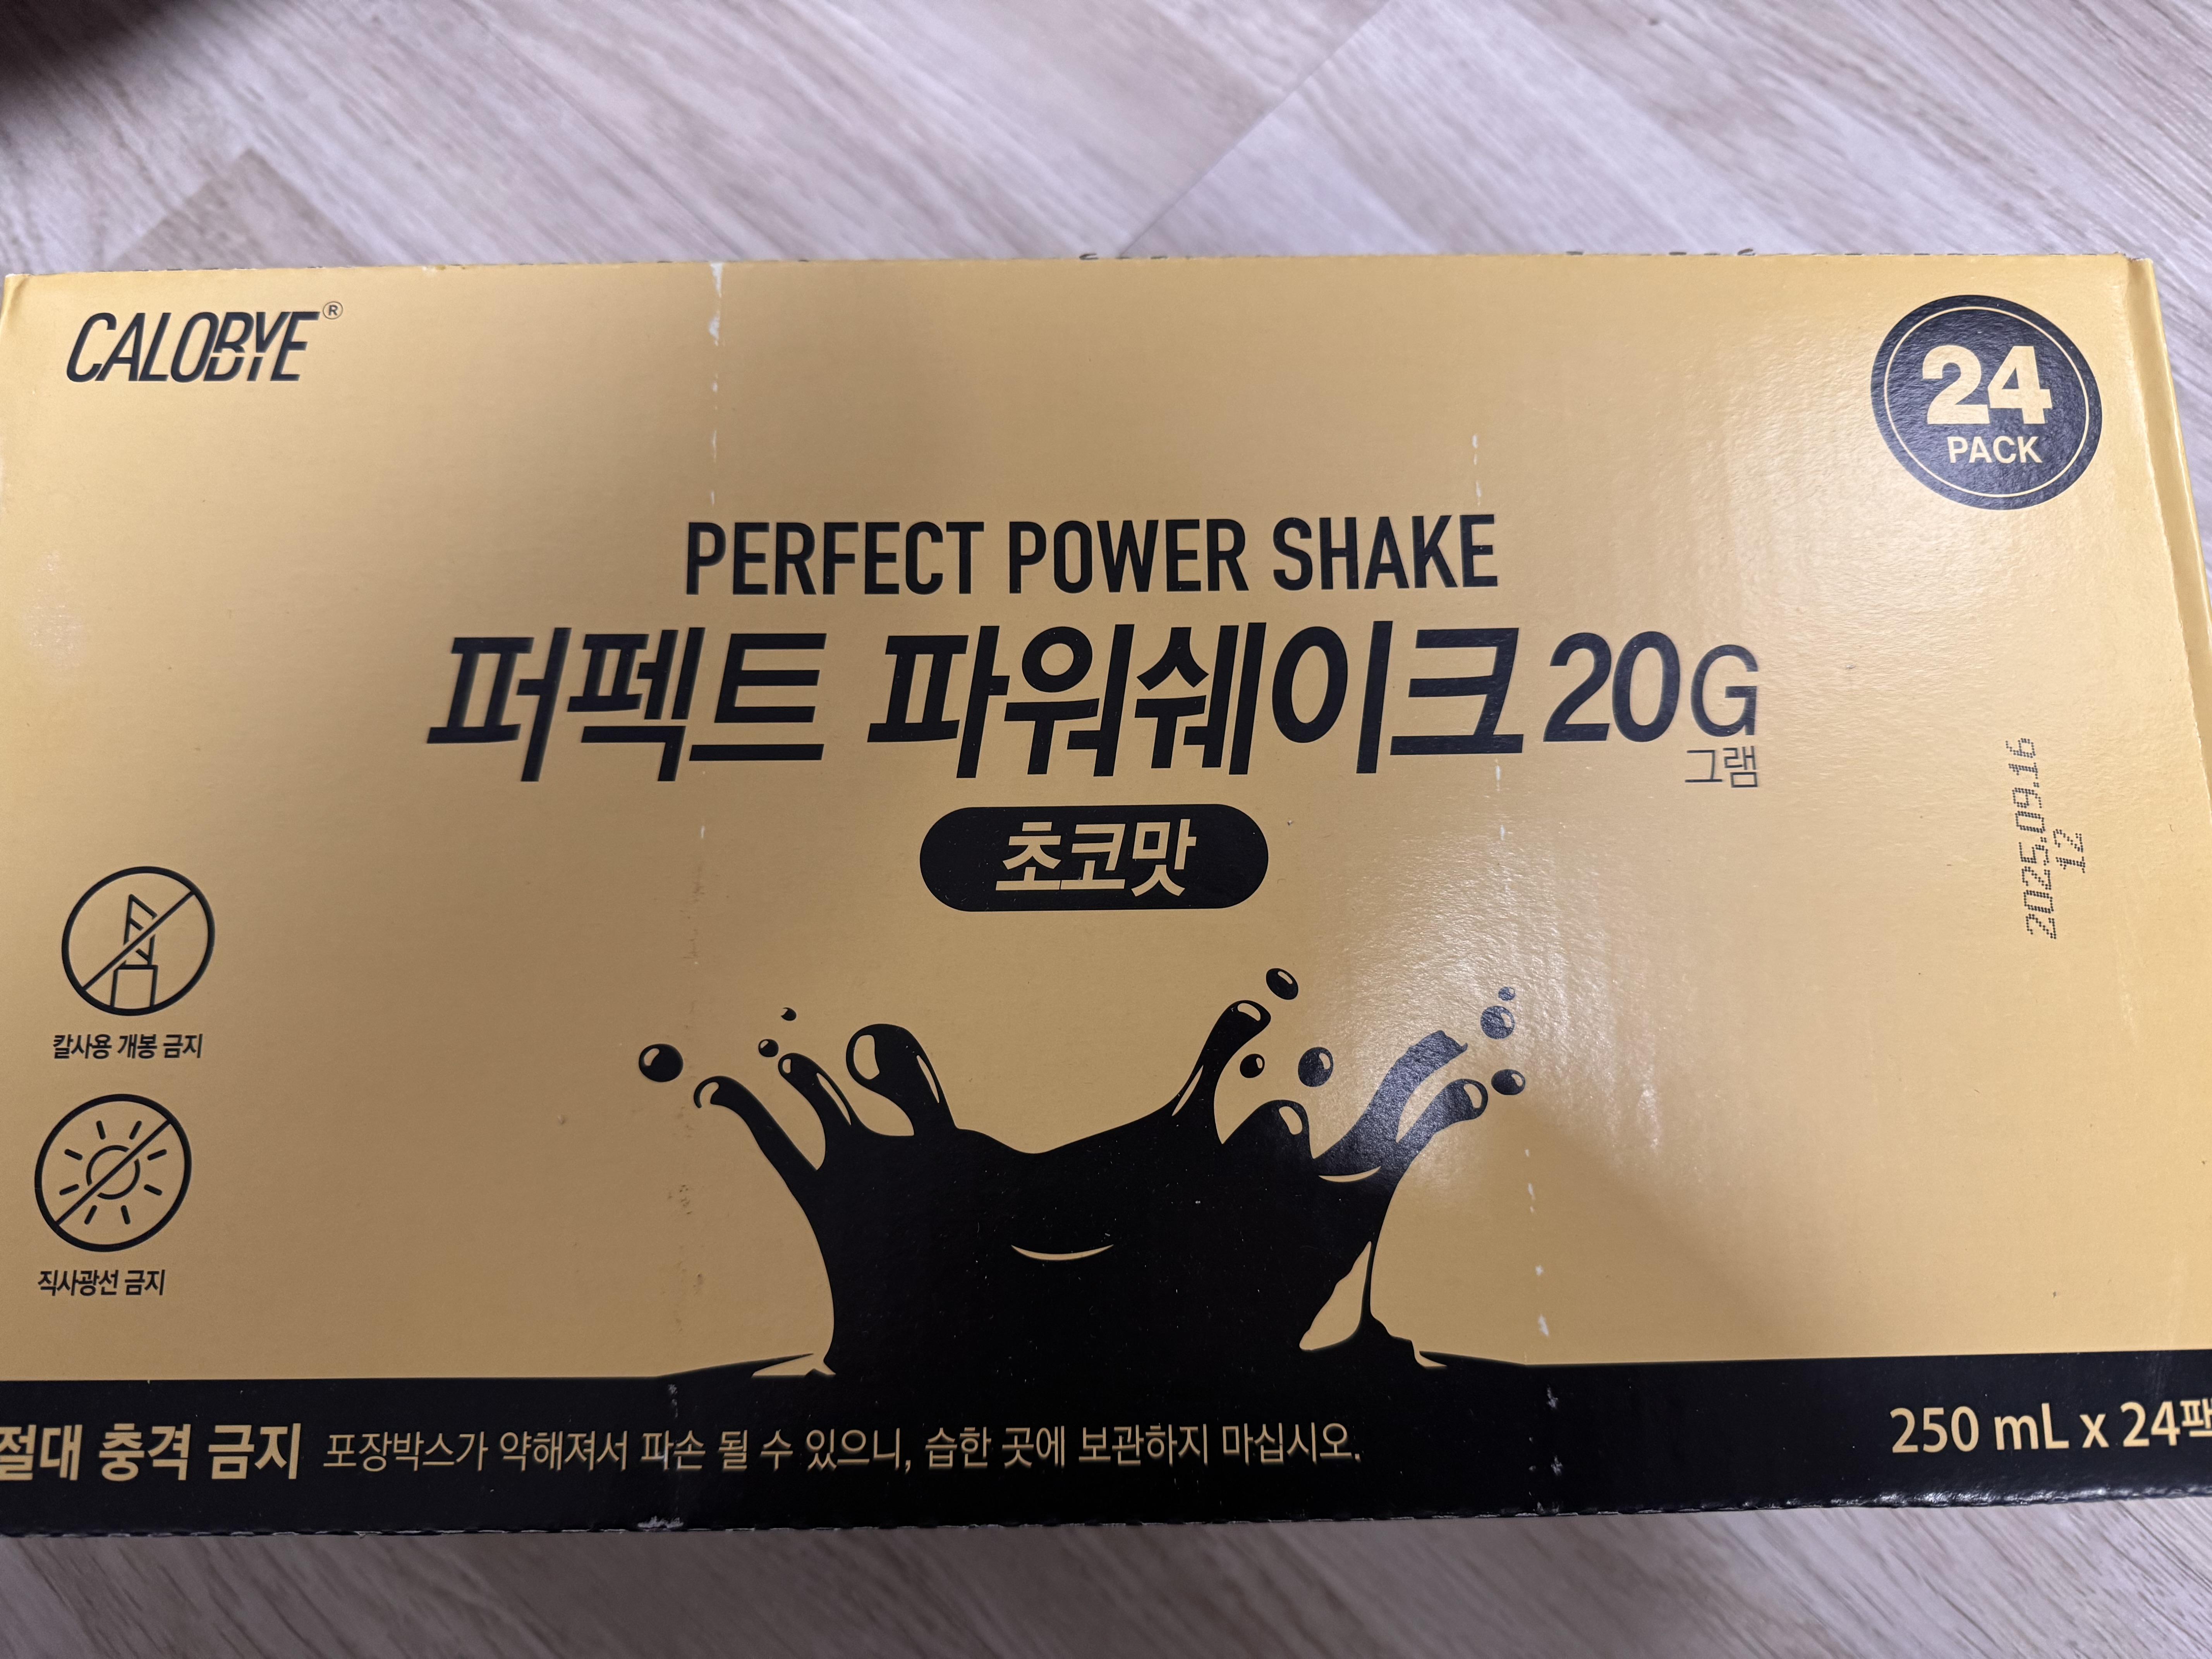 CALOBYE®
24
PACK
PERFECT POWER SHAKE
퍼펙트 파워쉐이크 20G
그램
초코맛
2025.09.16
12
칼사용 개봉 금지
직사광선 금지
절대 충격 금지 포장박스가 약해져서 파손 될 수 있으니, 습한 곳에 보관하지 마십시오.
250 mL x 24팩